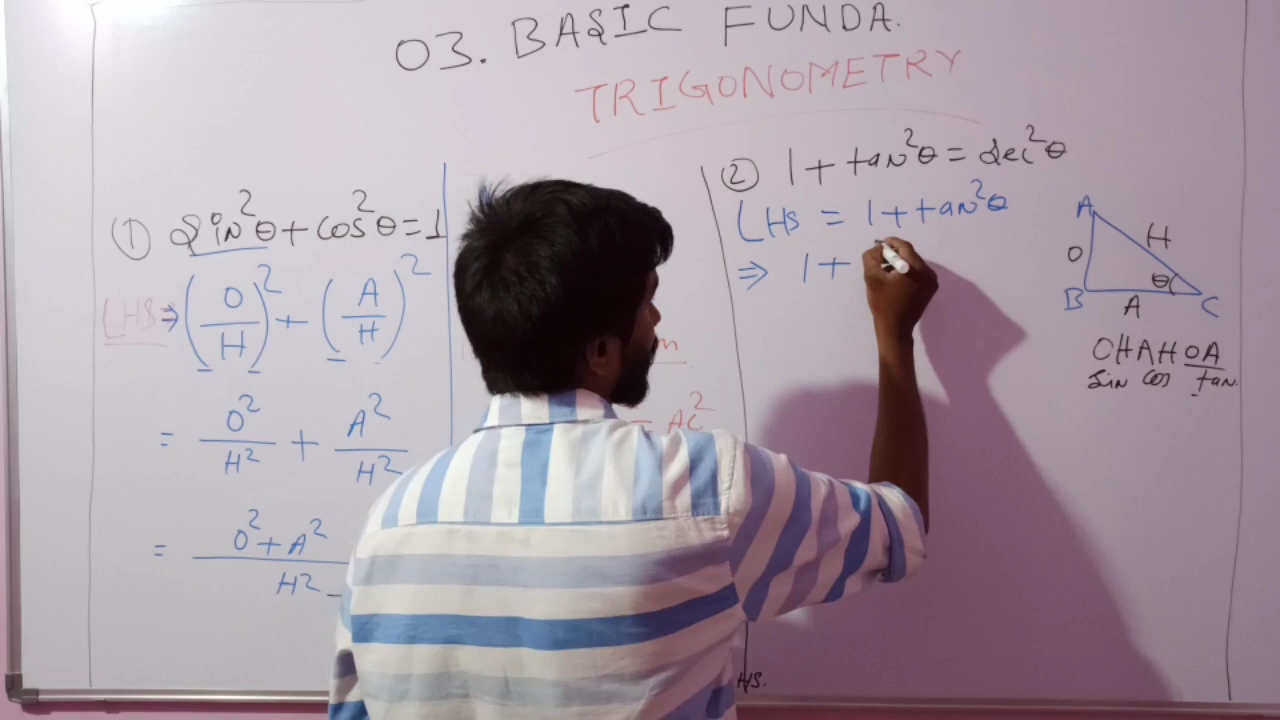 03. BASIC FUNDA.
TRIGONOMETRY
① Sin²θ + cos²θ = 1
LHS ⇒ (O/H)² + (A/H)²
= O²/H² + A²/H²
= O² + A² / H²
= AC²
② 1 + tan²θ = Sec²θ
LHS = 1 + tan²θ
⇒ 1 +
A
H
O
θ
B
A
C
OHAHOA
Sin cos tan.